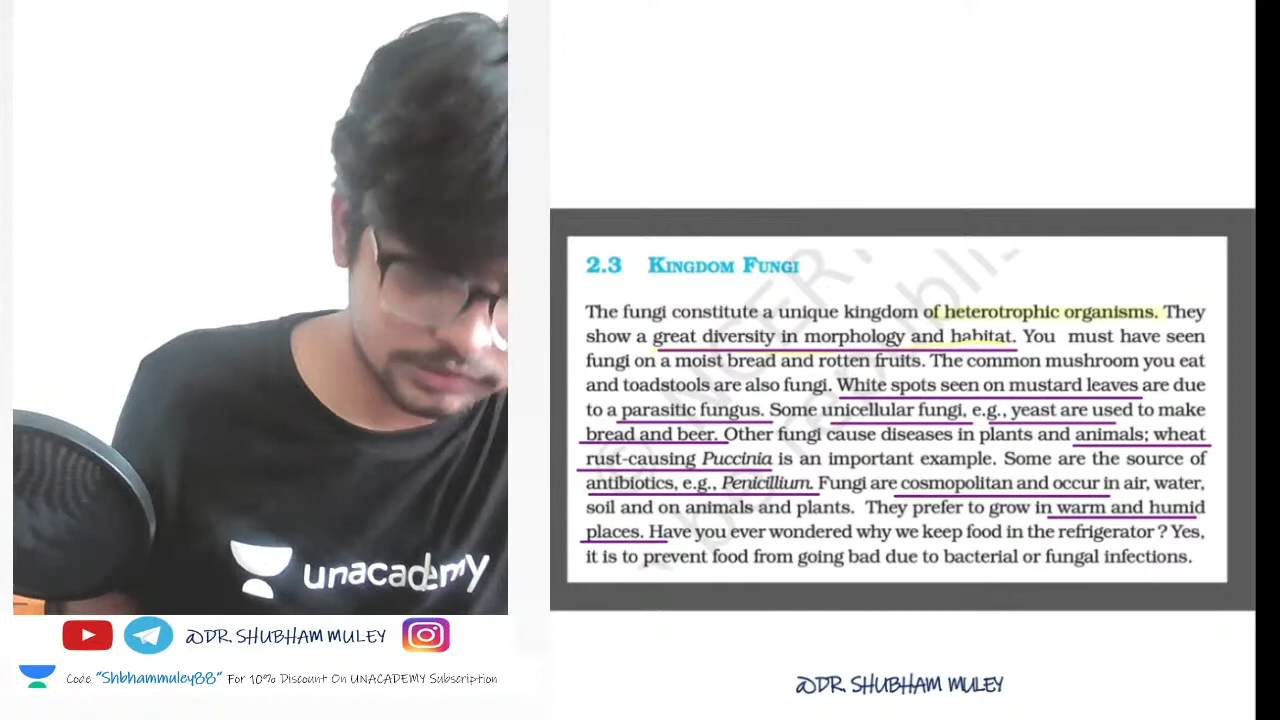 unacademy
@DR. SHUBHAM MULEY
Code "Shbhammuley88" For 10% Discount On UNACADEMY Subscription
2.3 KINGDOM FUNGI
The fungi constitute a unique kingdom of heterotrophic organisms. They
show a great diversity in morphology and habitat. You must have seen
fungi on a moist bread and rotten fruits. The common mushroom you eat
and toadstools are also fungi. White spots seen on mustard leaves are due
to a parasitic fungus. Some unicellular fungi, e.g., yeast are used to make
bread and beer. Other fungi cause diseases in plants and animals; wheat
rust-causing Puccinia is an important example. Some are the source of
antibiotics, e.g., Penicillium. Fungi are cosmopolitan and occur in air, water,
soil and on animals and plants. They prefer to grow in warm and humid
places. Have you ever wondered why we keep food in the refrigerator ? Yes,
it is to prevent food from going bad due to bacterial or fungal infections.
@DR. SHUBHAM MULEY